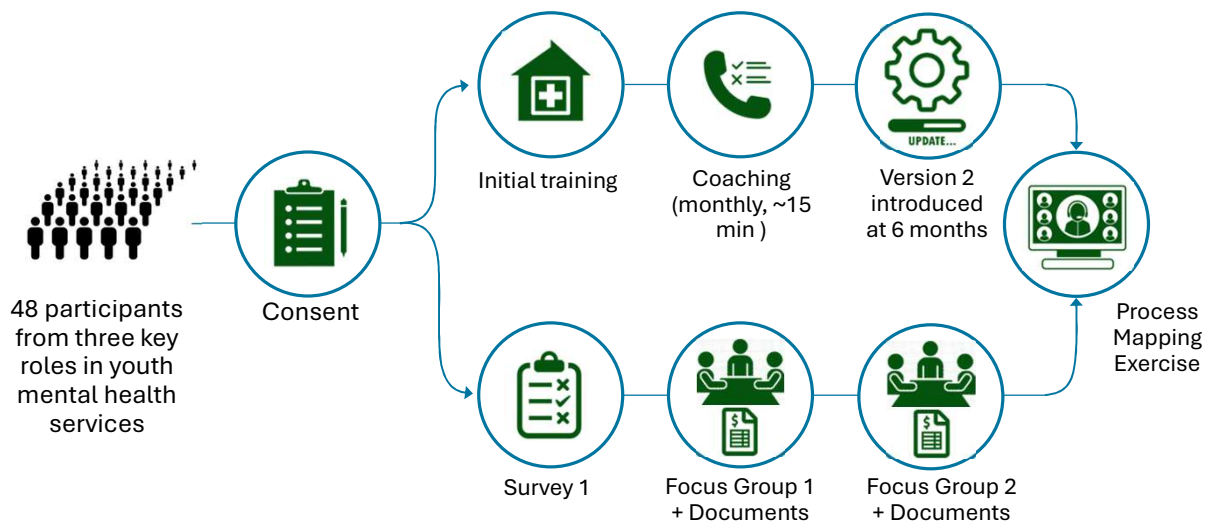 48 participants
from three key
roles in youth
mental health
services
Consent
Initial training
Coaching
(monthly, ~15
min )
UPDATE...
Version 2
introduced
at 6 months
Survey 1
$
Focus Group 1
+ Documents
$
Focus Group 2
+ Documents
Process
Mapping
Exercise